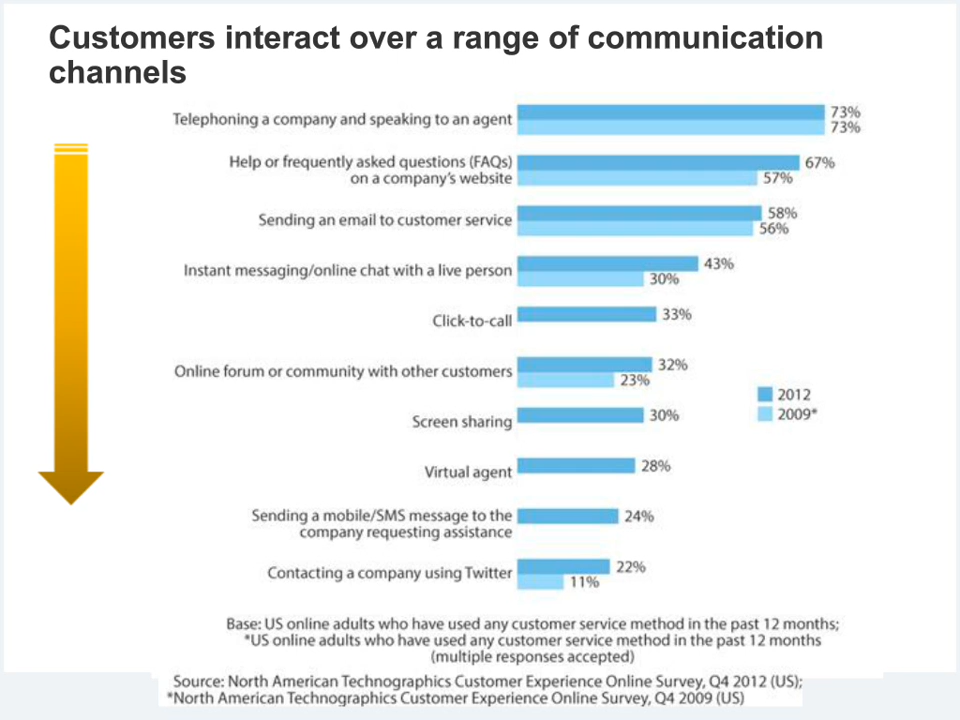 Customers interact over a range of communication
channels
Telephoning a company and speaking to an agent
73%
73%
Help or frequently asked questions (FAQs)
on a company's website
67%
57%
Sending an email to customer service
58%
56%
Instant messaging/online chat with a live person
43%
30%
Click-to-call
33%
Online forum or community with other customers
32%
23%
2012
2009*
Screen sharing
30%
Virtual agent
28%
Sending a mobile/SMS message to the
company requesting assistance
24%
Contacting a company using Twitter
22%
11%
Base: US online adults who have used any customer service method in the past 12 months;
*US online adults who have used any customer service method in the past 12 months
(multiple responses accepted)
Source: North American Technographics Customer Experience Online Survey, Q4 2012 (US);
*North American Technographics Customer Experience Online Survey, Q4 2009 (US)